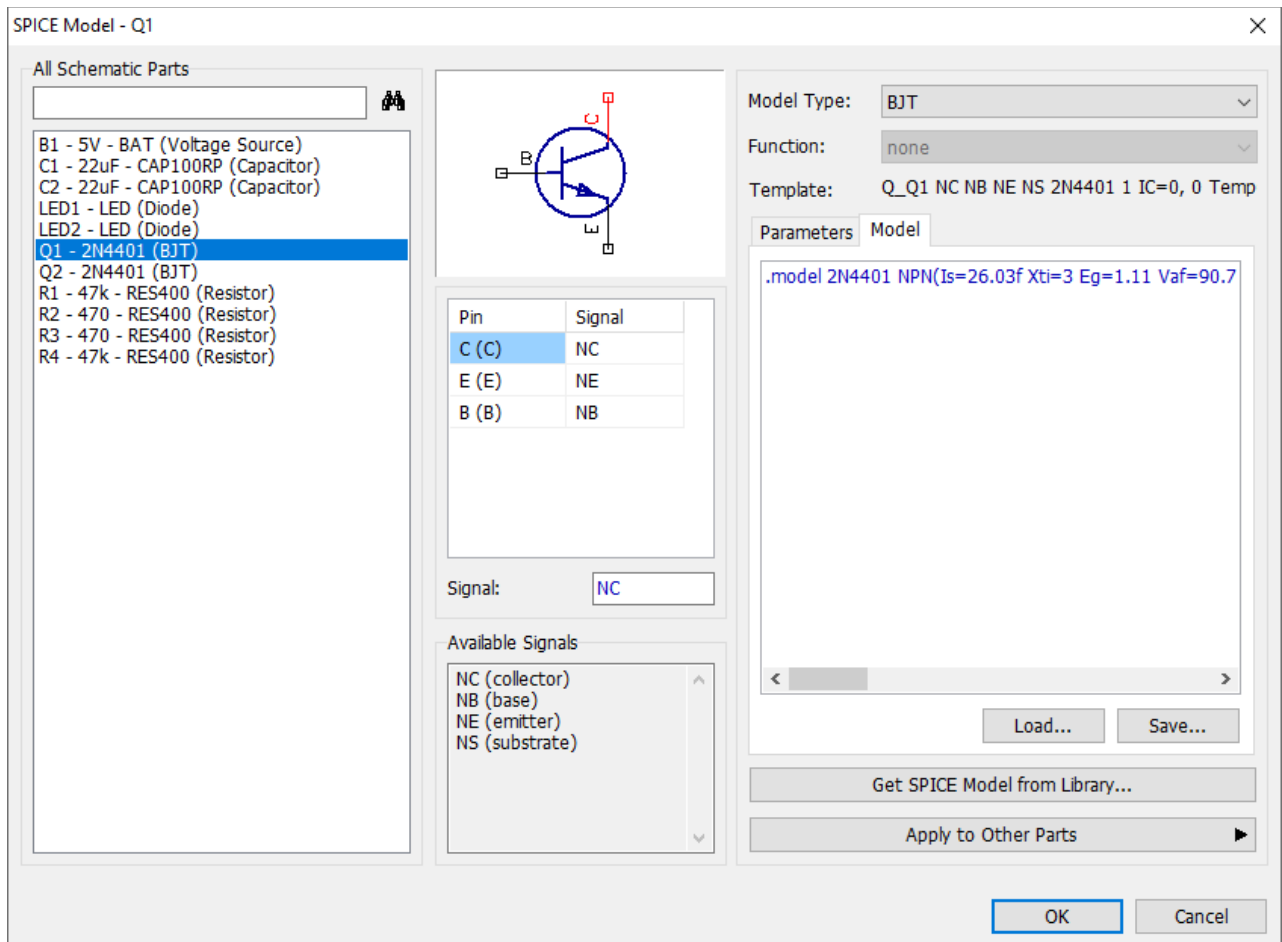 SPICE Model - Q1
All Schematic Parts
B1 - 5V - BAT (Voltage Source)
C1 - 22uF - CAP100RP (Capacitor)
C2 - 22uF - CAP100RP (Capacitor)
LED1 - LED (Diode)
LED2 - LED (Diode)
Q1 - 2N4401 (BJT)
Q2 - 2N4401 (BJT)
R1 - 47k - RES400 (Resistor)
R2 - 470 - RES400 (Resistor)
R3 - 470 - RES400 (Resistor)
R4 - 47k - RES400 (Resistor)
C
B
E
Pin Signal
C (C) NC
E (E) NE
B (B) NB
Signal: NC
Available Signals
NC (collector)
NB (base)
NE (emitter)
NS (substrate)
Model Type: BJT
Function: none
Template: Q_Q1 NC NB NE NS 2N4401 1 IC=0, 0 Temp
Parameters Model
.model 2N4401 NPN(Is=26.03f Xti=3 Eg=1.11 Vaf=90.7
Load... Save...
Get SPICE Model from Library...
Apply to Other Parts
OK Cancel